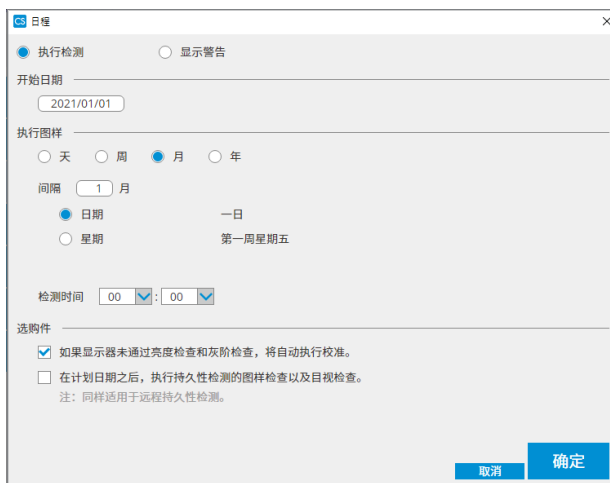 CS 日程
执行检测 显示警告
开始日期
2021/01/01
执行图样
天 周 月 年
间隔 1 月
日期 一日
星期 第一周星期五
检测时间 00 : 00
选购件
如果显示器未通过亮度检查和灰阶检查，将自动执行校准。
在计划日期之后，执行持久性检测的图样检查以及目视检查。
注：同样适用于远程持久性检测。
取消 确定